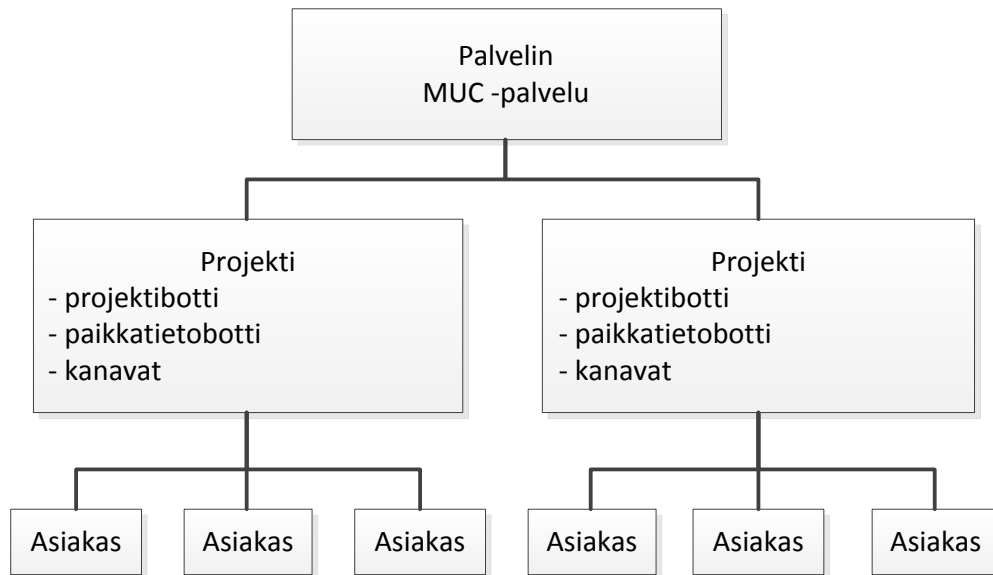 Palvelin
MUC -palvelu
Projekti
- projektibotti
- paikkatietobotti
- kanavat
Projekti
- projektibotti
- paikkatietobotti
- kanavat
Asiakas
Asiakas
Asiakas
Asiakas
Asiakas
Asiakas